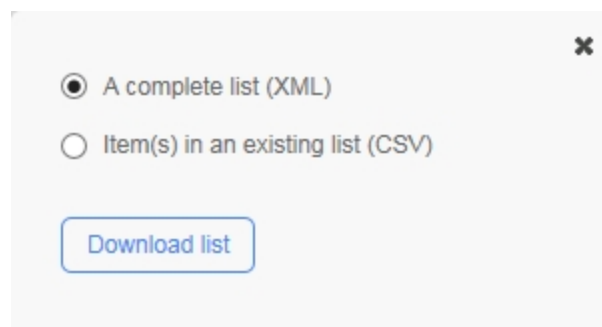 A complete list (XML)
Item(s) in an existing list (CSV)
Download list